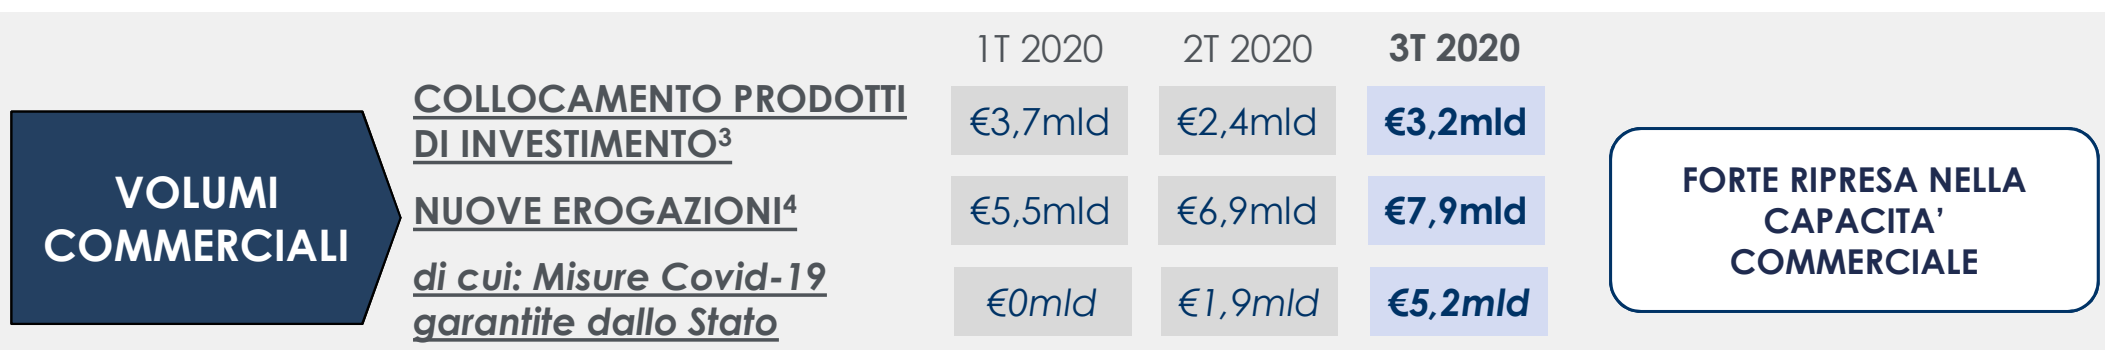 1T 2020 2T 2020 3T 2020
COLLOCAMENTO PRODOTTI
DI INVESTIMENTO³
€3,7mld €2,4mld €3,2mld
VOLUMI
COMMERCIALI
NUOVE EROGAZIONI⁴
€5,5mld €6,9mld €7,9mld
di cui: Misure Covid-19
garantite dallo Stato
€0mld €1,9mld €5,2mld
FORTE RIPRESA NELLA
CAPACITA’
COMMERCIALE